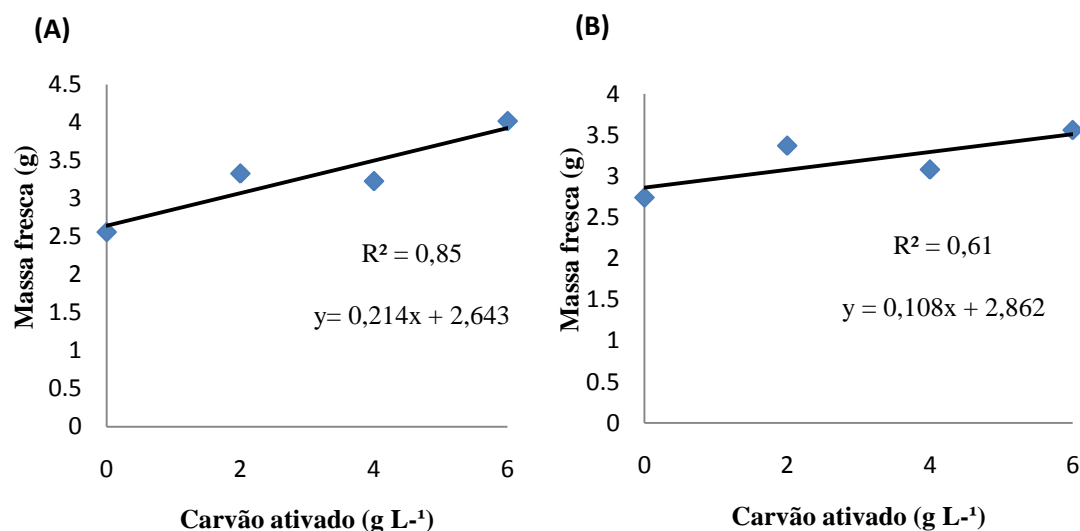 (A)
4.5
4
3.5
3
2.5
2
1.5
1
0.5
0
0 2 4 6
Massa fresca (g)
R² = 0,85
y= 0,214x + 2,643
Carvão ativado (g L-¹)
(B)
4
3.5
3
2.5
2
1.5
1
0.5
0
0 2 4 6
Massa fresca (g)
R² = 0,61
y = 0,108x + 2,862
Carvão ativado (g L-¹)